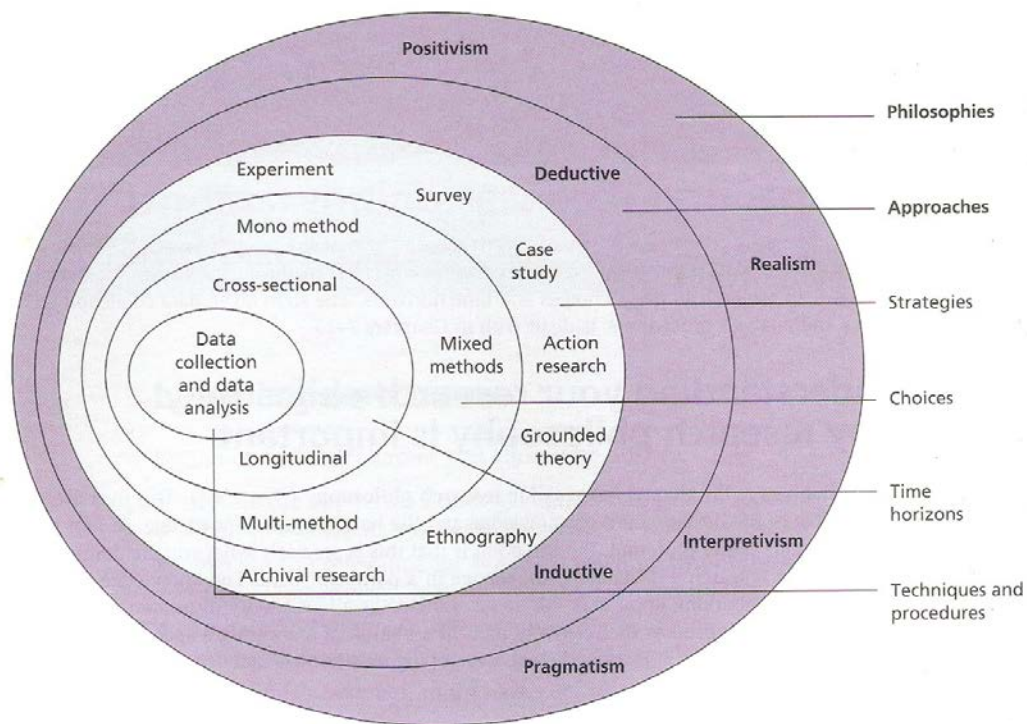 Positivism
Philosophies
Experiment
Deductive
Survey
Approaches
Mono method
Case
study
Realism
Cross-sectional
Strategies
Data
collection
and data
analysis
Mixed
methods
Action
research
Choices
Grounded
theory
Longitudinal
Time
horizons
Multi-method
Ethnography
Interpretivism
Archival research
Inductive
Techniques and
procedures
Pragmatism